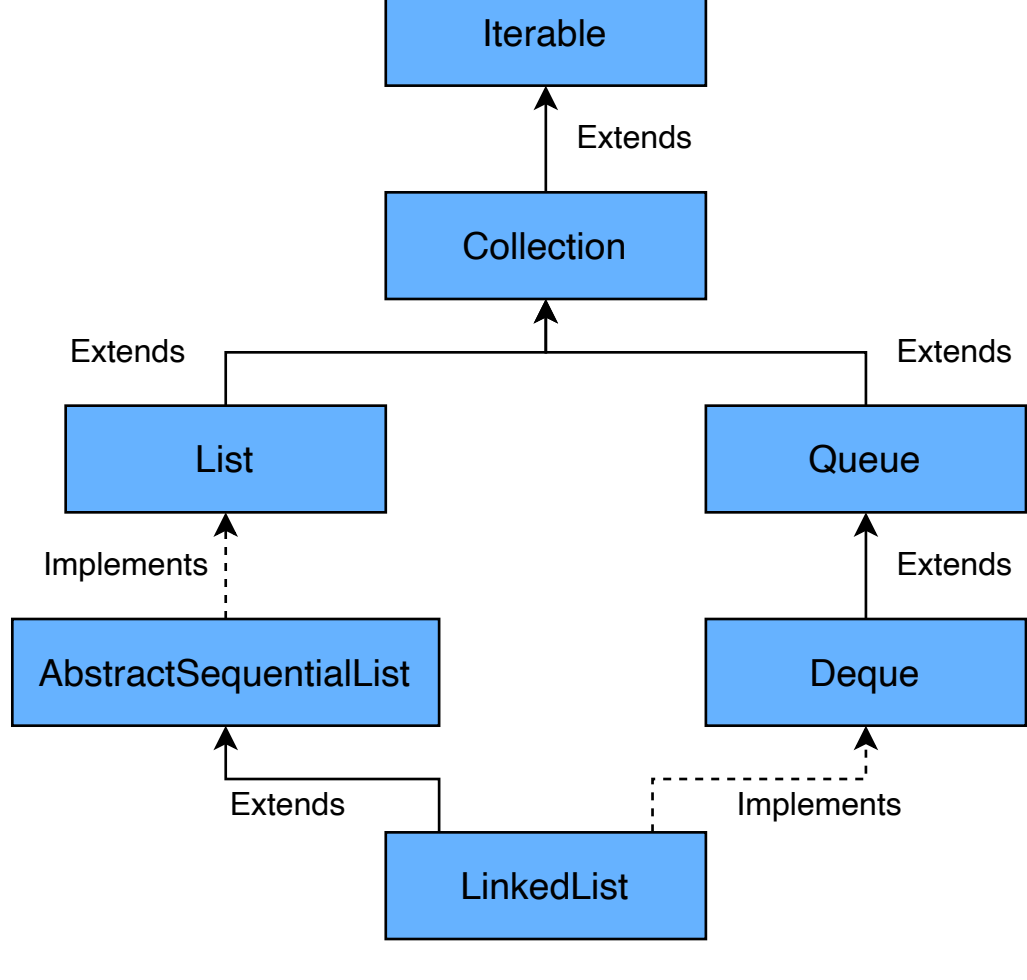 Iterable
Extends
Collection
Extends
Extends
List
Queue
Implements
Extends
AbstractSequentialList
Deque
Extends
Implements
LinkedList